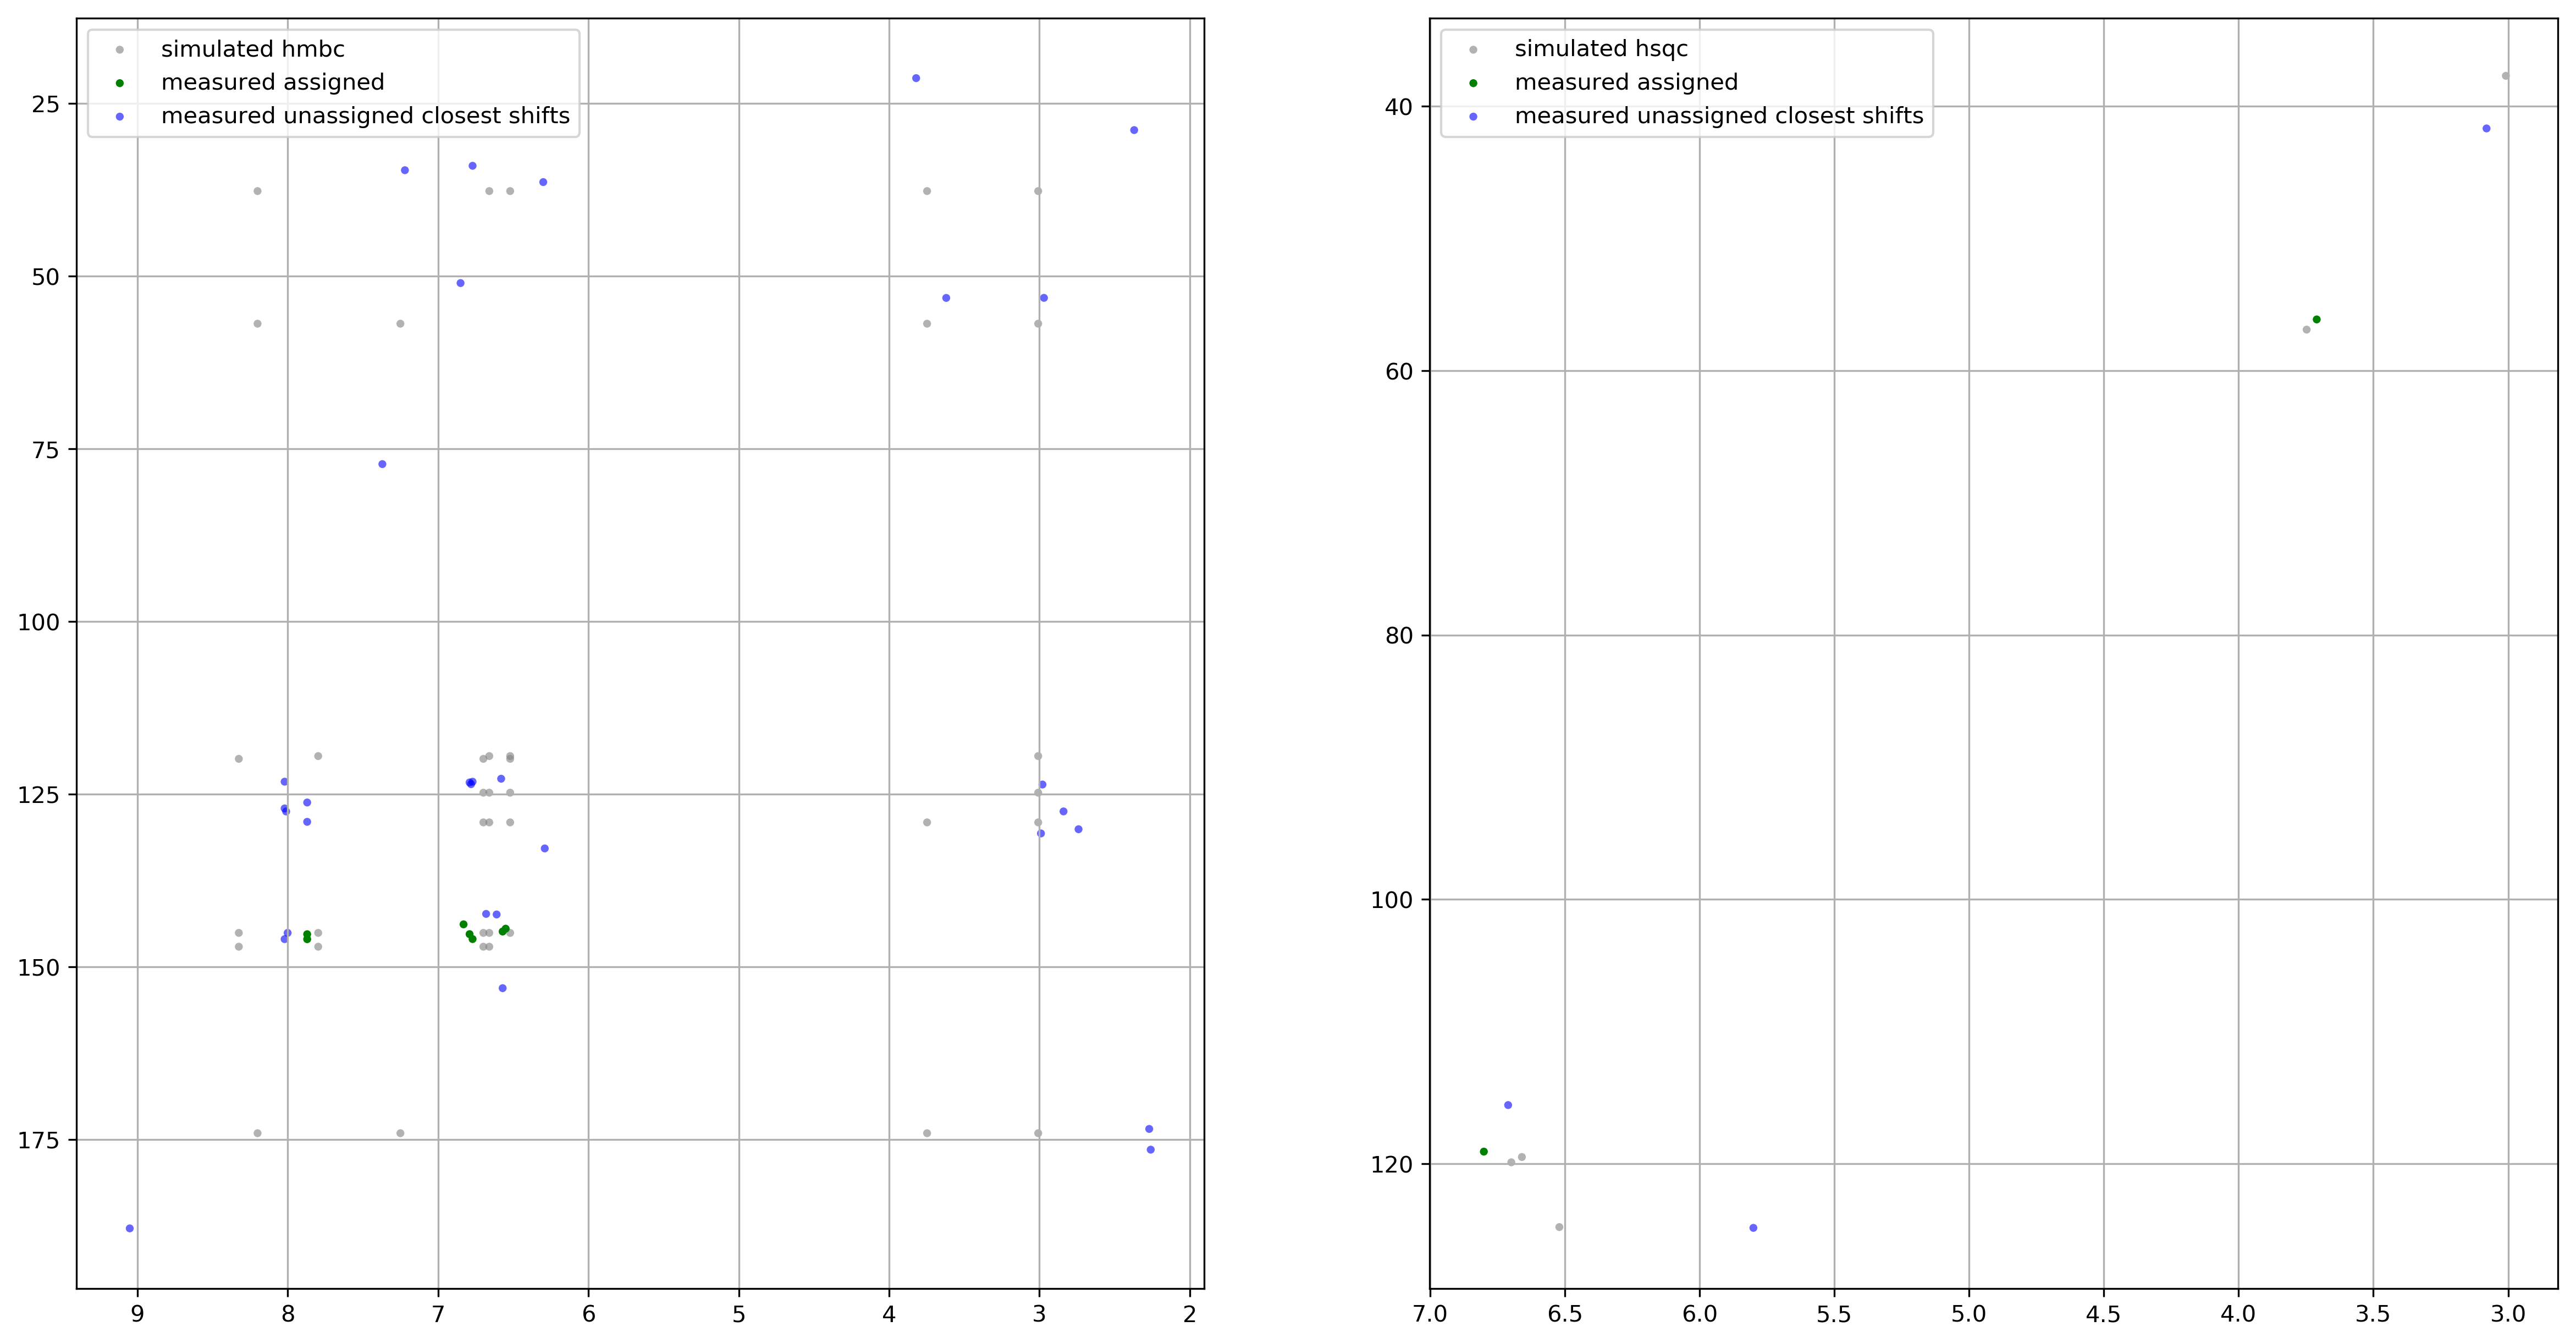 simulated hmbc
measured assigned
measured unassigned closest shifts
25
50
75
100
125
150
175
9 8 7 6 5 4 3 2
simulated hsqc
measured assigned
measured unassigned closest shifts
40
60
80
100
120
7.0 6.5 6.0 5.5 5.0 4.5 4.0 3.5 3.0